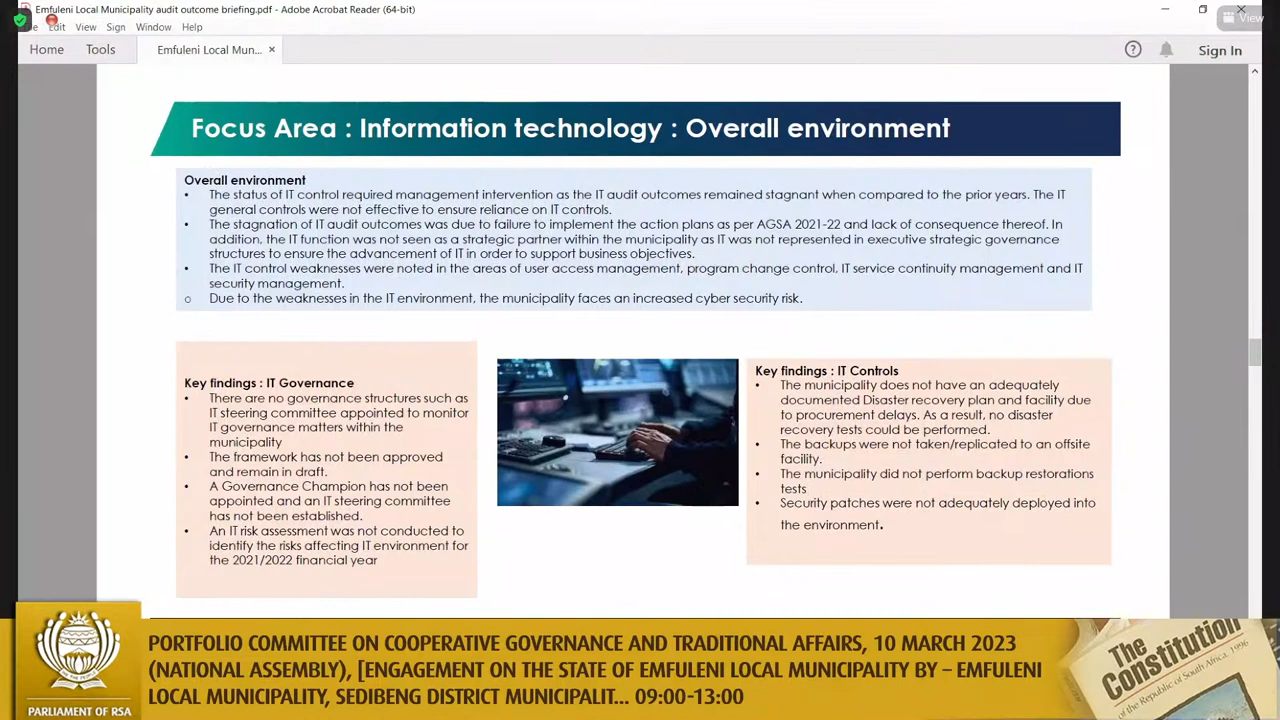 Emfuleni Local Municipality audit outcome briefing.pdf - Adobe Acrobat Reader (64-bit)
Edit View Sign Window Help
View
Home Tools Emfuleni Local Mun... × Sign In
Focus Area : Information technology : Overall environment
Overall environment
• The status of IT control required management intervention as the IT audit outcomes remained stagnant when compared to the prior years. The IT
general controls were not effective to ensure reliance on IT controls.
• The stagnation of IT audit outcomes was due to failure to implement the action plans as per AGSA 2021-22 and lack of consequence thereof. In
addition, the IT function was not seen as a strategic partner within the municipality as IT was not represented in executive strategic governance
structures to ensure the advancement of IT in order to support business objectives.
• The IT control weaknesses were noted in the areas of user access management, program change control, IT service continuity management and IT
security management.
o Due to the weaknesses in the IT environment, the municipality faces an increased cyber security risk.
Key findings : IT Governance
• There are no governance structures such as
IT steering committee appointed to monitor
IT governance matters within the
municipality
• The framework has not been approved
and remain in draft.
• A Governance Champion has not been
appointed and an IT steering committee
has not been established.
• An IT risk assessment was not conducted to
identify the risks affecting IT environment for
the 2021/2022 financial year
Key findings : IT Controls
• The municipality does not have an adequately
documented Disaster recovery plan and facility due
to procurement delays. As a result, no disaster
recovery tests could be performed.
• The backups were not taken/replicated to an offsite
facility.
• The municipality did not perform backup restorations
tests
• Security patches were not adequately deployed into
the environment.
PORTFOLIO COMMITTEE ON COOPERATIVE GOVERNANCE AND TRADITIONAL AFFAIRS, 10 MARCH 2023
(NATIONAL ASSEMBLY), [ENGAGEMENT ON THE STATE OF EMFULENI LOCAL MUNICIPALITY BY – EMFULENI
LOCAL MUNICIPALITY, SEDIBENG DISTRICT MUNICIPALIT... 09:00-13:00
PARLIAMENT OF RSA
The
Constitution
of the Republic of South Africa, 1996